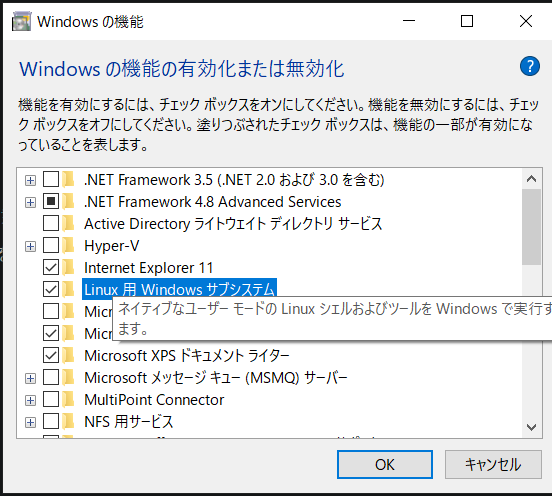 Windows の機能
Windows の機能の有効化または無効化
機能を有効にするには、チェック ボックスをオンにしてください。機能を無効にするには、チェッ
ク ボックスをオフにしてください。塗りつぶされたチェック ボックスは、機能の一部が有効にな
っていることを表します。
.NET Framework 3.5 (.NET 2.0 および 3.0 を含む)
.NET Framework 4.8 Advanced Services
Active Directory ライトウェイト ディレクトリ サービス
Hyper-V
Internet Explorer 11
Linux 用 Windows サブシステム
ネイティブなユーザー モードの Linux シェルおよびツールを Windows で実行す
ます。
Microsoft XPS ドキュメント ライター
Microsoft メッセージ キュー (MSMQ) サーバー
MultiPoint Connector
NFS 用サービス
OK
キャンセル